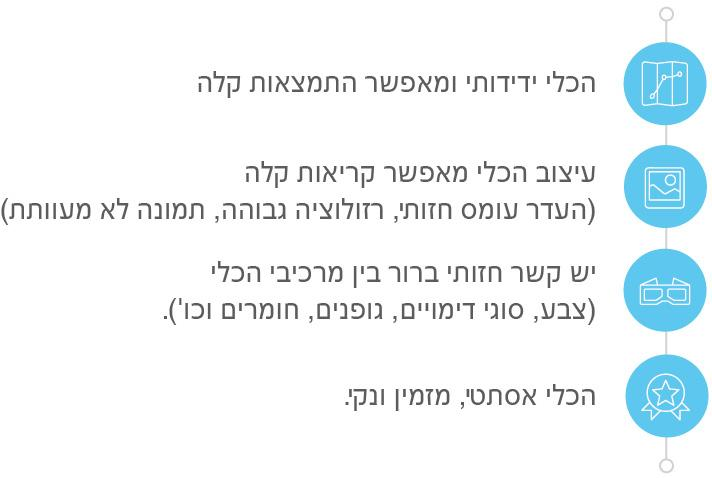 הכלי ידידותי ומאפשר התמצאות קלה
עיצוב הכלי מאפשר קריאות קלה
(העדר עומס חזותי, רזולוציה גבוהה, תמונה לא מעוותת)
יש קשר חזותי ברור בין מרכיבי הכלי
(צבע, סוגי דימויים, גופנים, חומרים וכו').
הכלי אסתטי, מזמין ונקי.